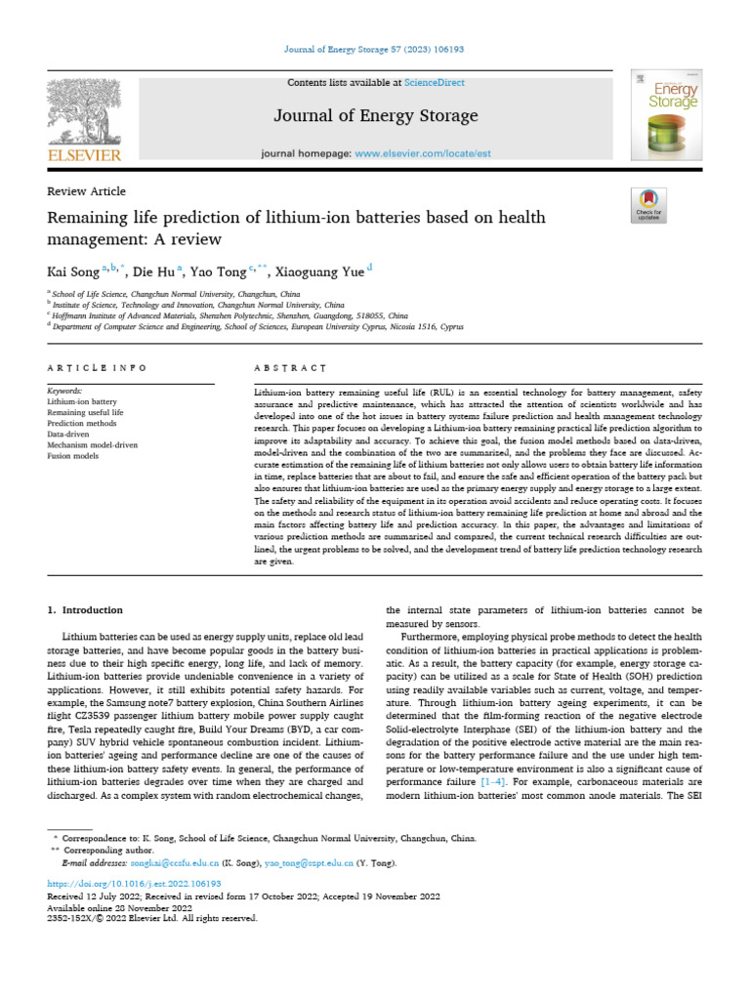 Journal of Energy Storage 57 (2023) 106193
Contents lists available at ScienceDirect
Journal of Energy Storage
journal homepage: www.elsevier.com/locate/est
ELSEVIER
Energy
Storage
Review Article
Check for
updates
Remaining life prediction of lithium-ion batteries based on health
management: A review
Kai Song a,b,*, Die Hu a, Yao Tong c,**, Xiaoguang Yue d
a School of Life Science, Changchun Normal University, Changchun, China
b Institute of Science, Technology and Innovation, Changchun Normal University, China
c Hoffmann Institute of Advanced Materials, Shenzhen Polytechnic, Shenzhen, Guangdong, 518055, China
d Department of Computer Science and Engineering, School of Sciences, European University Cyprus, Nicosia 1516, Cyprus
ARTICLE INFO
Keywords:
Lithium-ion battery
Remaining useful life
Prediction methods
Data-driven
Mechanism model-driven
Fusion models
ABSTRACT
Lithium-ion battery remaining useful life (RUL) is an essential technology for battery management, safety
assurance and predictive maintenance, which has attracted the attention of scientists worldwide and has
developed into one of the hot issues in battery systems failure prediction and health management technology
research. This paper focuses on developing a Lithium-ion battery remaining practical life prediction algorithm to
improve its adaptability and accuracy. To achieve this goal, the fusion model methods based on data-driven,
model-driven and the combination of the two are summarised, and the problems they face are discussed. Ac-
curate estimation of the remaining life of lithium batteries not only allows users to obtain battery life information
in time, replace batteries that are about to fail, and ensure the safe and efficient operation of the battery pack but
also ensures that lithium-ion batteries are used as the primary energy supply and energy storage to a large extent.
The safety and reliability of the equipment in its operation avoid accidents and reduce operating costs. It focuses
on the methods and research status of lithium-ion battery remaining life prediction at home and abroad and the
main factors affecting battery life and prediction accuracy. In this paper, the advantages and limitations of
various prediction methods are summarised and compared, the current technical research difficulties are out-
lined, the urgent problems to be solved, and the development trend of battery life prediction technology research
are given.
1. Introduction
Lithium batteries can be used as energy supply units, replace old lead
storage batteries, and have become popular goods in the battery busi-
ness due to their high specific energy, long life, and lack of memory.
Lithium-ion batteries provide undeniable convenience in a variety of
applications. However, it still exhibits potential safety hazards. For
example, the Samsung note7 battery explosion, China Southern Airlines
flight CZ3539 passenger lithium battery mobile power supply caught
fire, Tesla repeatedly caught fire, Build Your Dreams (BYD, a car com-
pany) SUV hybrid vehicle spontaneous combustion incident. Lithium-
ion batteries' ageing and performance decline are one of the causes of
these lithium-ion battery safety events. In general, the performance of
lithium-ion batteries degrades over time when they are charged and
discharged. As a complex system with random electrochemical changes,
the internal state parameters of lithium-ion batteries cannot be
measured by sensors.
Furthermore, employing physical probe methods to detect the health
condition of lithium-ion batteries in practical applications is problem-
atic. As a result, the battery capacity (for example, energy storage ca-
pacity) can be utilized as a scale for State of Health (SOH) prediction
using readily available variables such as current, voltage, and temper-
ature. Through lithium-ion battery ageing experiments, it can be
determined that the film-forming reaction of the negative electrode
Solid-electrolyte Interphase (SEI) of the lithium-ion battery and the
degradation of the positive electrode active material are the main rea-
sons for the battery performance failure and the use under high tem-
perature or low-temperature environment is also a significant cause of
performance failure [1–4]. For example, carbonaceous materials are
modern lithium-ion batteries' most common anode materials. The SEI
* Correspondence to: K. Song, School of Life Science, Changchun Normal University, Changchun, China.
** Corresponding author.
E-mail addresses: songkai@ccsfu.edu.cn (K. Song), yao_tong@szpt.edu.cn (Y. Tong).
https://doi.org/10.1016/j.est.2022.106193
Received 12 July 2022; Received in revised form 17 October 2022; Accepted 19 November 2022
Available online 28 November 2022
2352-152X/© 2022 Elsevier Ltd. All rights reserved.